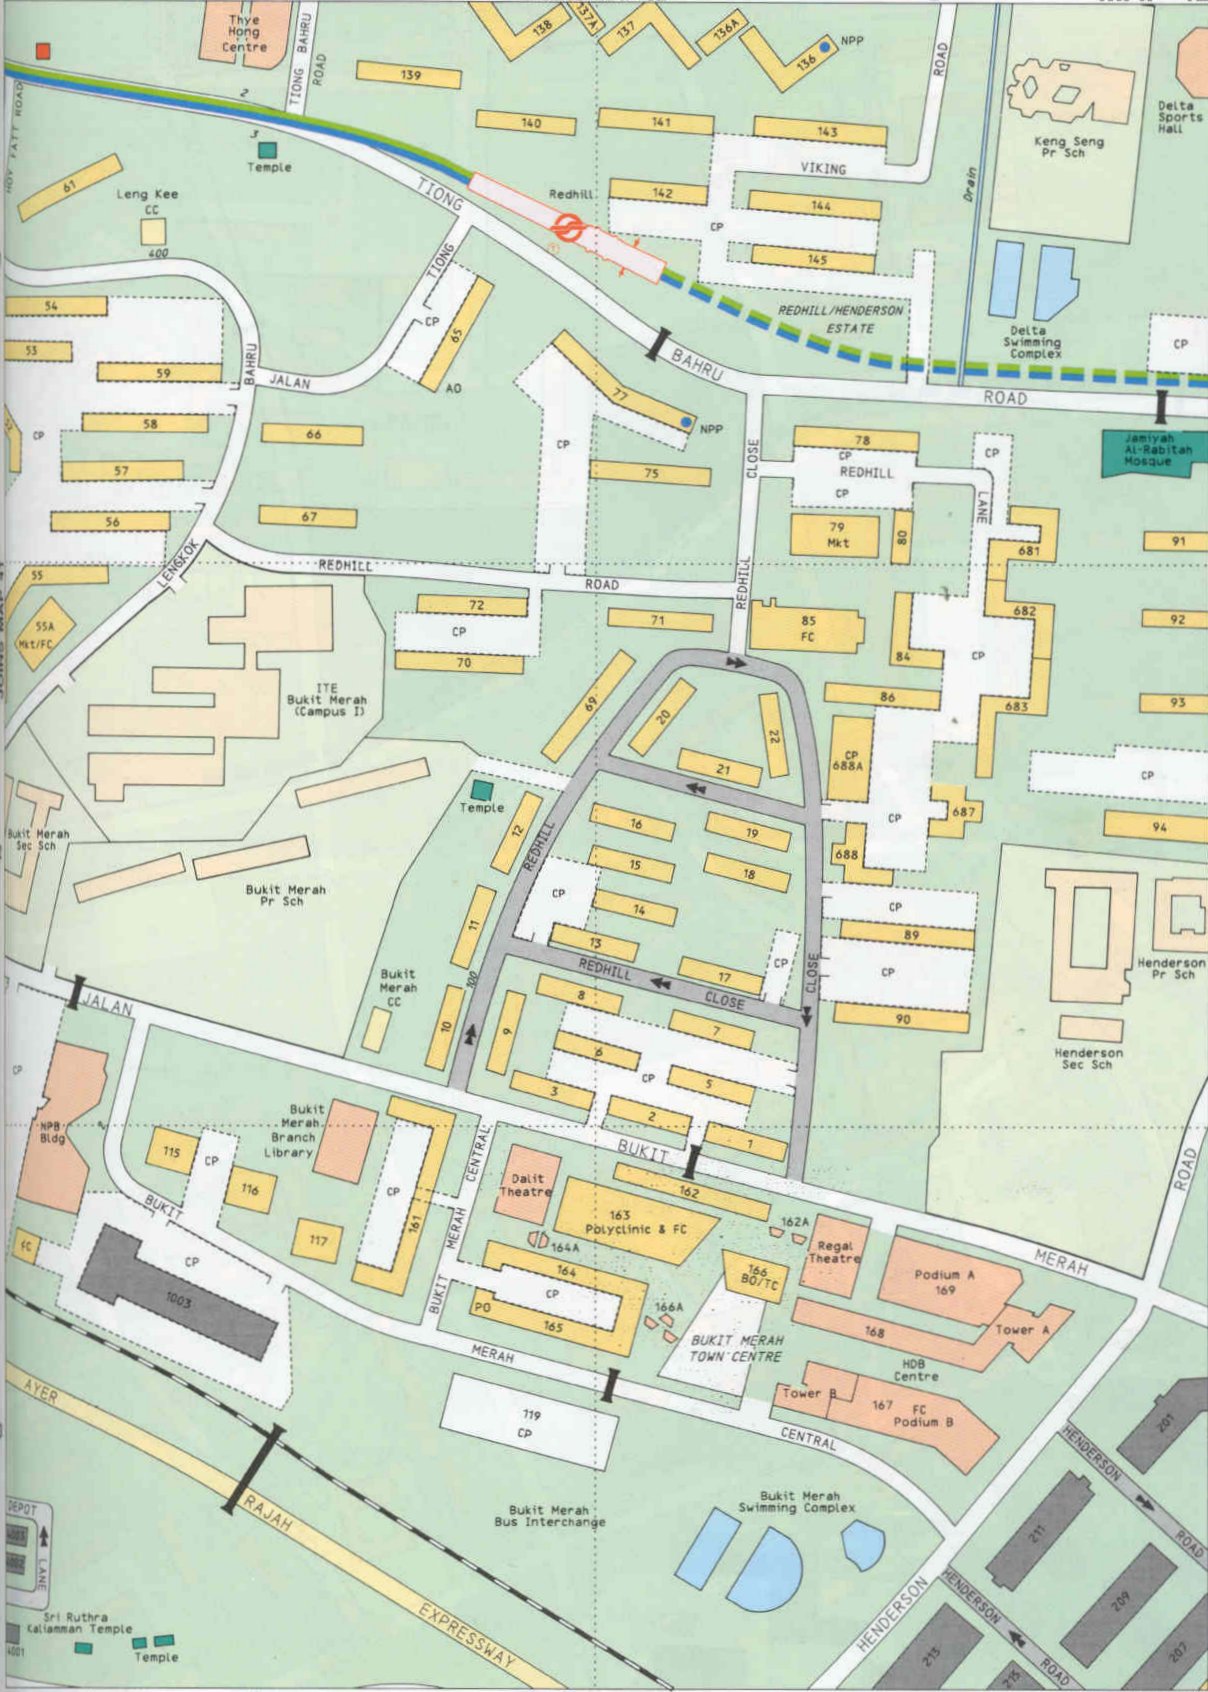 Thye
Hong
Centre
TIONG BAHRU
ROAD
138
137A
137
136A
136
NPP
ROAD
139
2
3
Temple
140
141
143
VIKING
Keng Seng
Pr Sch
Delta
Sports
Hall
HOY FATT ROAD
61
Leng Kee
CC
400
TIONG
Redhill
142
CP
144
145
Drain
TIONG
54
53
59
58
57
56
CP
BAHRU
JALAN
CP
65
AO
REDHILL/HENDERSON
ESTATE
Delta
Swimming
Complex
CP
BAHRU
ROAD
77
NPP
CP
75
66
67
CLOSE
78
CP
REDHILL
CP
CP
LANE
Jamiyah
Al-Rabitah
Mosque
79
Mkt
80
681
91
LENGKOK
REDHILL
ROAD
REDHILL
55
55A
Mkt/FC
72
CP
70
71
85
FC
84
682
CP
92
ITE
Bukit Merah
(Campus I)
69
20
22
21
86
683
93
CP
688A
CP
Temple
12
REDHILL
16
19
15
18
14
CP
687
94
688
CP
Bukit Merah
Sec Sch
Bukit Merah
Pr Sch
CP
11
13
REDHILL
17
CP
CLOSE
CLOSE
89
CP
90
Henderson
Pr Sch
Henderson
Sec Sch
JALAN
Bukit
Merah
CC
100
10
8
9
7
6
CP
5
3
2
1
BUKIT
CP
NPB
Bldg
115
CP
116
117
BUKIT
Bukit
Merah
Branch
Library
CP
161
BUKIT MERAH CENTRAL
Dalit
Theatre
162
163
Polyclinic & FC
162A
164A
164
CP
PO
165
166
BO/TC
166A
Regal
Theatre
Podium A
169
Tower A
168
HDB
Centre
Tower B
167
FC
Podium B
MERAH
ROAD
FC
CP
1003
MERAH
BUKIT MERAH
TOWN CENTRE
119
CP
CENTRAL
AYER
RAJAH
EXPRESSWAY
Bukit Merah
Bus Interchange
Bukit Merah
Swimming Complex
HENDERSON
HENDERSON
ROAD
HENDERSON
ROAD
201
211
209
207
213
215
DEPOT
LANE
Sri Ruthra
Kaliamman Temple
Temple